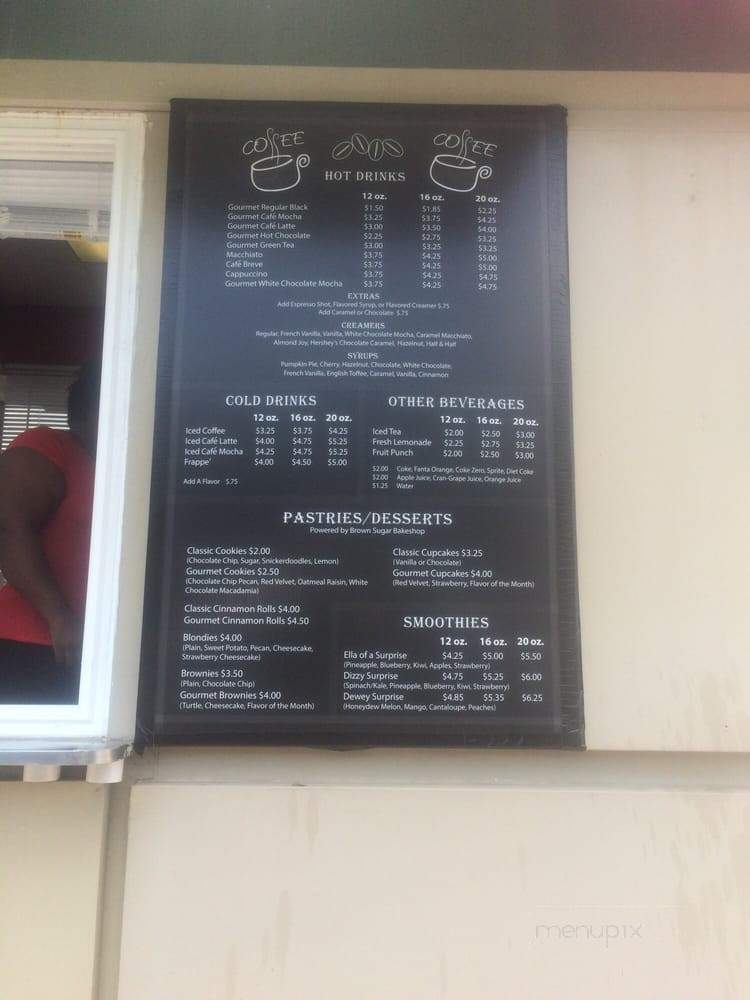 COFFEE COFFEE
HOT DRINKS
12 oz. 16 oz. 20 oz.
Gourmet Regular Black $1.50 $1.85 $2.25
Gourmet Café Mocha $3.25 $3.75 $4.25
Gourmet Café Latte $3.00 $3.50 $4.00
Gourmet Hot Chocolate $2.25 $2.75 $3.25
Gourmet Green Tea $3.00 $3.25 $3.25
Macchiato $3.75 $4.25 $5.00
Café Breve $3.75 $4.25 $5.00
Cappuccino $3.75 $4.25 $4.75
Gourmet White Chocolate Mocha $3.75 $4.25 $4.75
EXTRAS
Add Espresso Shot, Flavored Syrup, or Flavored Creamer $.75
Add Caramel or Chocolate $.75
CREAMERS
Regular, French Vanilla, Vanilla, White Chocolate Mocha, Caramel Macchiato,
Almond Joy, Hershey's Chocolate Caramel, Hazelnut, Half & Half
SYRUPS
Pumpkin Pie, Cherry, Hazelnut, Chocolate, White Chocolate,
French Vanilla, English Toffee, Caramel, Vanilla, Cinnamon
COLD DRINKS
12 oz. 16 oz. 20 oz.
Iced Coffee $3.25 $3.75 $4.25
Iced Café Latte $4.00 $4.75 $5.25
Iced Café Mocha $4.25 $4.75 $5.25
Frappe' $4.00 $4.50 $5.00
Add A Flavor $.75
OTHER BEVERAGES
12 oz. 16 oz. 20 oz.
Iced Tea $2.00 $2.50 $3.00
Fresh Lemonade $2.25 $2.75 $3.25
Fruit Punch $2.00 $2.50 $3.00
$2.00 Coke, Fanta Orange, Coke Zero, Sprite, Diet Coke
$2.00 Apple Juice, Cran-Grape Juice, Orange Juice
$1.25 Water
PASTRIES/DESSERTS
Powered by Brown Sugar Bakeshop
Classic Cookies $2.00
(Chocolate Chip, Sugar, Snickerdoodles, Lemon)
Gourmet Cookies $2.50
(Chocolate Chip Pecan, Red Velvet, Oatmeal Raisin, White
Chocolate Macadamia)
Classic Cinnamon Rolls $4.00
Gourmet Cinnamon Rolls $4.50
Blondies $4.00
(Plain, Sweet Potato, Pecan, Cheesecake,
Strawberry Cheesecake)
Brownies $3.50
(Plain, Chocolate Chip)
Gourmet Brownies $4.00
(Turtle, Cheesecake, Flavor of the Month)
Classic Cupcakes $3.25
(Vanilla or Chocolate)
Gourmet Cupcakes $4.00
(Red Velvet, Strawberry, Flavor of the Month)
SMOOTHIES
12 oz. 16 oz. 20 oz.
Ella of a Surprise $4.25 $5.00 $5.50
(Pineapple, Blueberry, Kiwi, Apples, Strawberry)
Dizzy Surprise $4.75 $5.25 $6.00
(Spinach/Kale, Pineapple, Blueberry, Kiwi, Strawberry)
Dewey Surprise $4.85 $5.35 $6.25
(Honeydew Melon, Mango, Cantaloupe, Peaches)
menupix